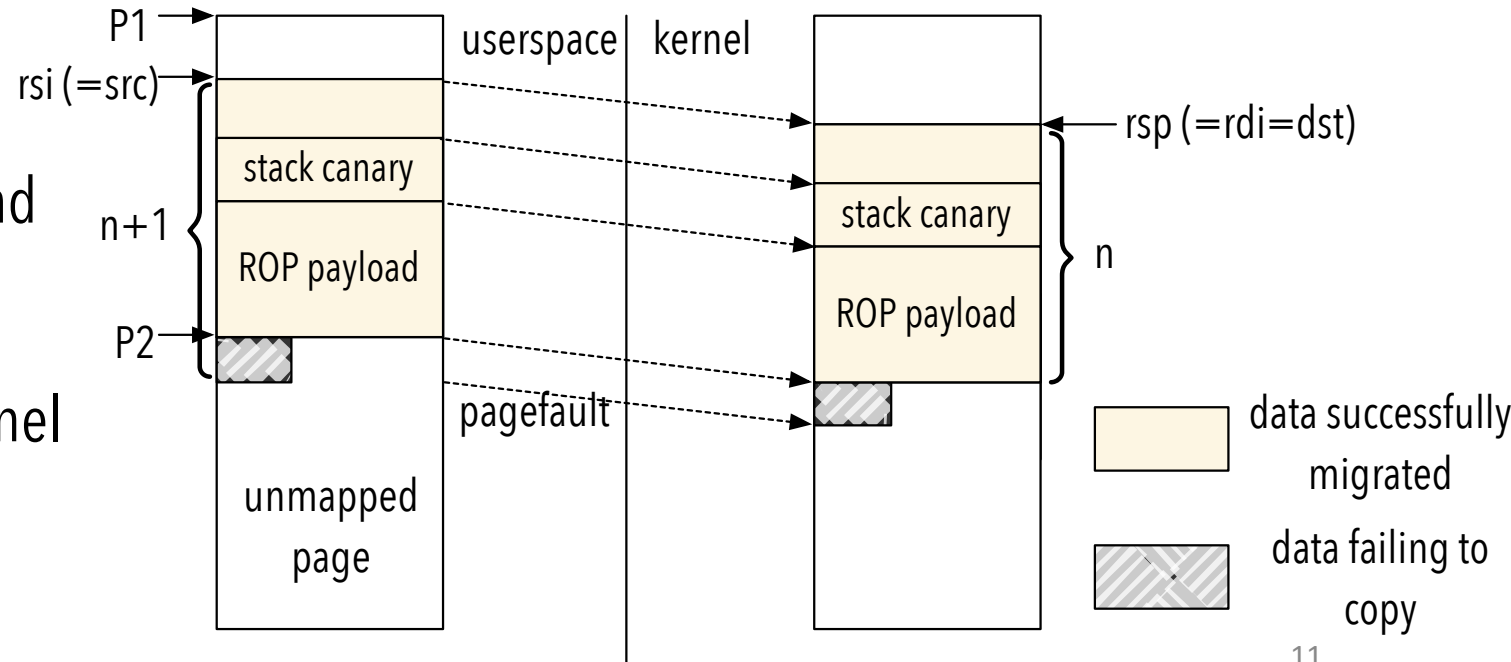 P1
userspace
kernel
rsi (=src)
rsp (=rdi=dst)
stack canary
stack canary
n+1
n
ROP payload
ROP payload
P2
nel
pagefault
data successfully
migrated
unmapped
page
data failing to
copy
11